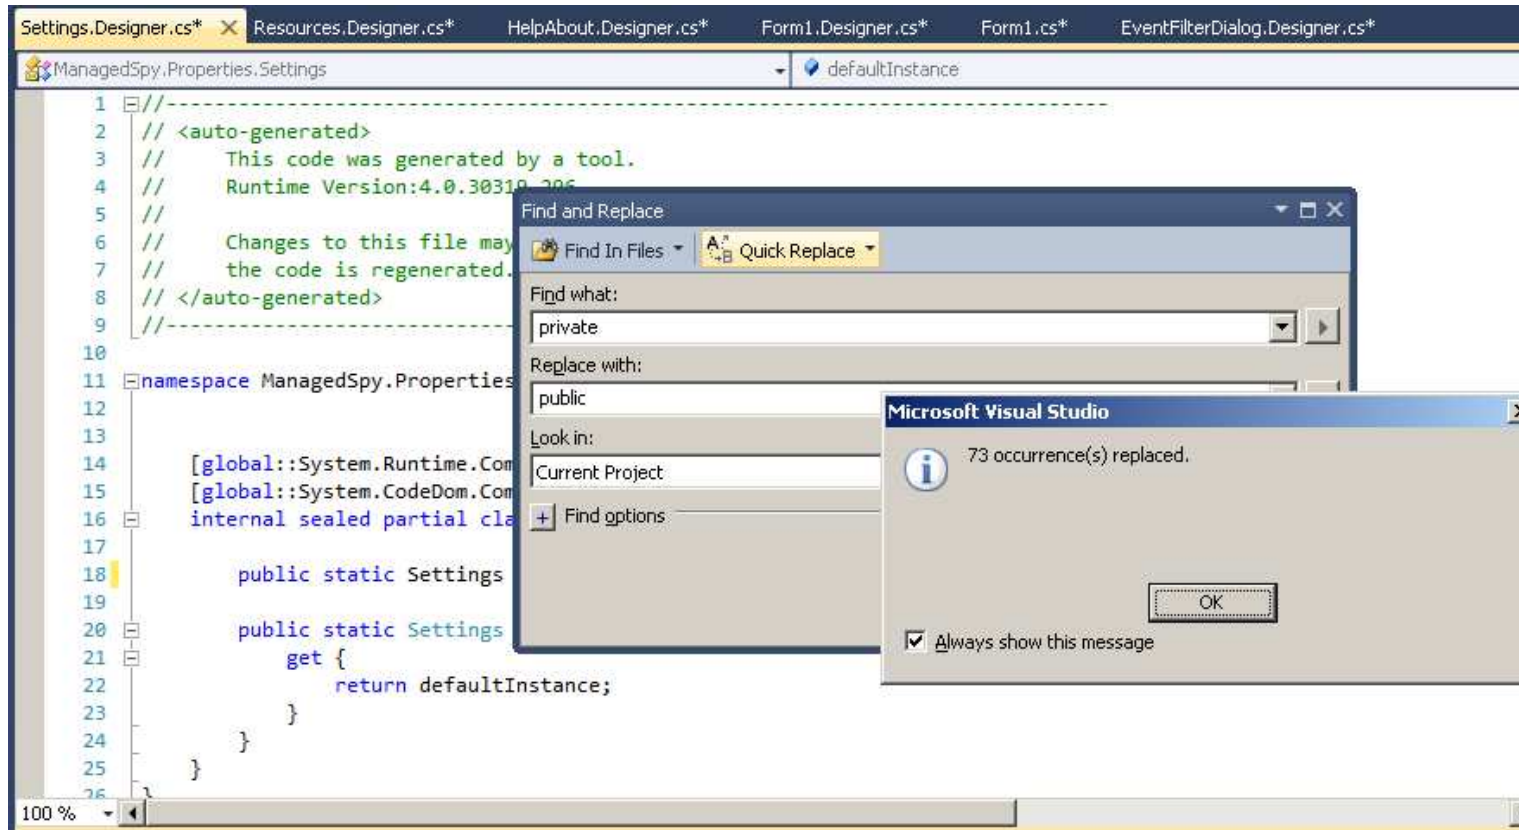 Settings.Designer.cs* Resources.Designer.cs* HelpAbout.Designer.cs* Form1.Designer.cs* Form1.cs* EventFilterDialog.Designer.cs*
ManagedSpy.Properties.Settings defaultInstance
1 //------------------------------------------------------------------------------
2 // <auto-generated>
3 // This code was generated by a tool.
4 // Runtime Version:4.0.30319.296
5 //
6 // Changes to this file may
7 // the code is regenerated.
8 // </auto-generated>
9 //------------------------------
10
11 namespace ManagedSpy.Properties
12
13
14 [global::System.Runtime.Com
15 [global::System.CodeDom.Com
16 internal sealed partial cla
17
18 public static Settings
19
20 public static Settings
21 get {
22 return defaultInstance;
23 }
24 }
25 }
26 }
100 %
Find and Replace
Find In Files Quick Replace
Find what:
private
Replace with:
public
Look in:
Current Project
Find options
Microsoft Visual Studio
73 occurrence(s) replaced.
OK
Always show this message